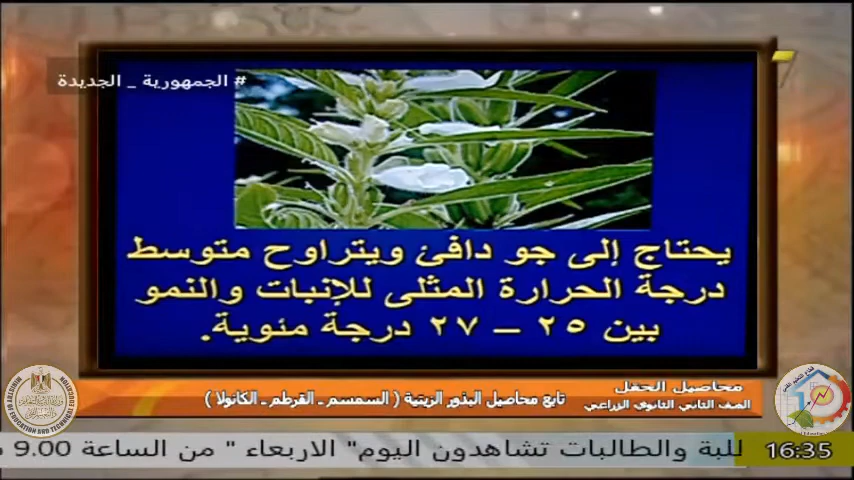 # الجمهورية _ الجديدة
يحتاج إلى جو دافئ ويتراوح متوسط
درجة الحرارة المثلى للإنبات والنمو
بين ٢٥ – ٢٧ درجة مئوية.
محاصيل الحقل
الصف الثاني الثانوي الزراعي
تابع محاصيل البذور الزيتية ( السمسم ـ القرطم ـ الكانولا )
للبة والطالبات تشاهدون اليوم" الاربعاء " من الساعة 9.00
16:35